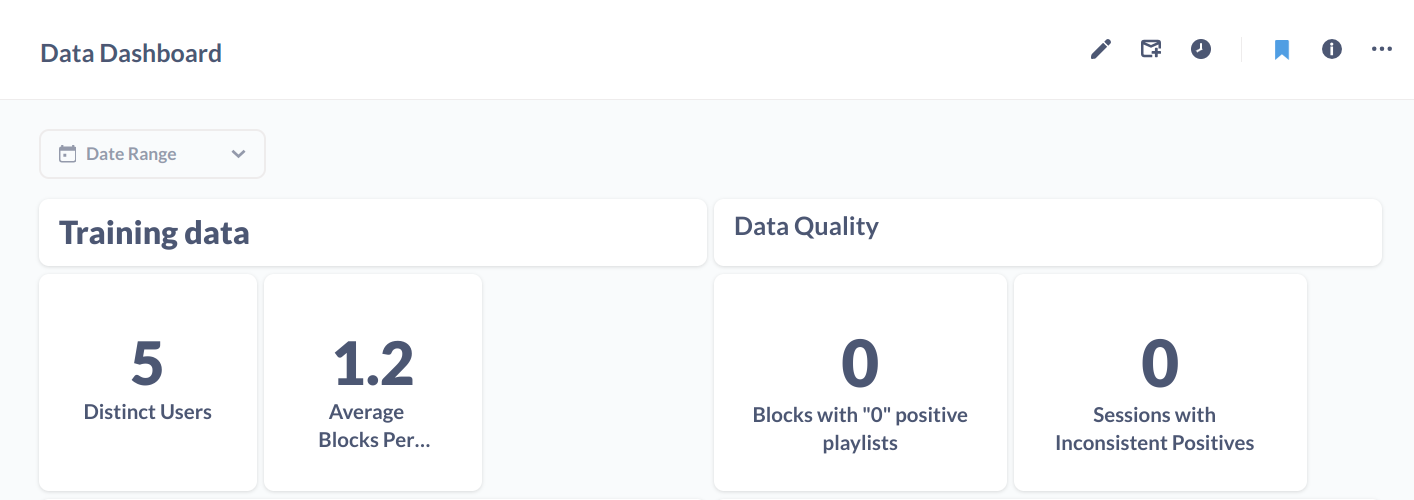 Data Dashboard
Date Range
Training data
Data Quality
5
Distinct Users
1.2
Average
Blocks Per...
0
Blocks with "0" positive
playlists
0
Sessions with
Inconsistent Positives